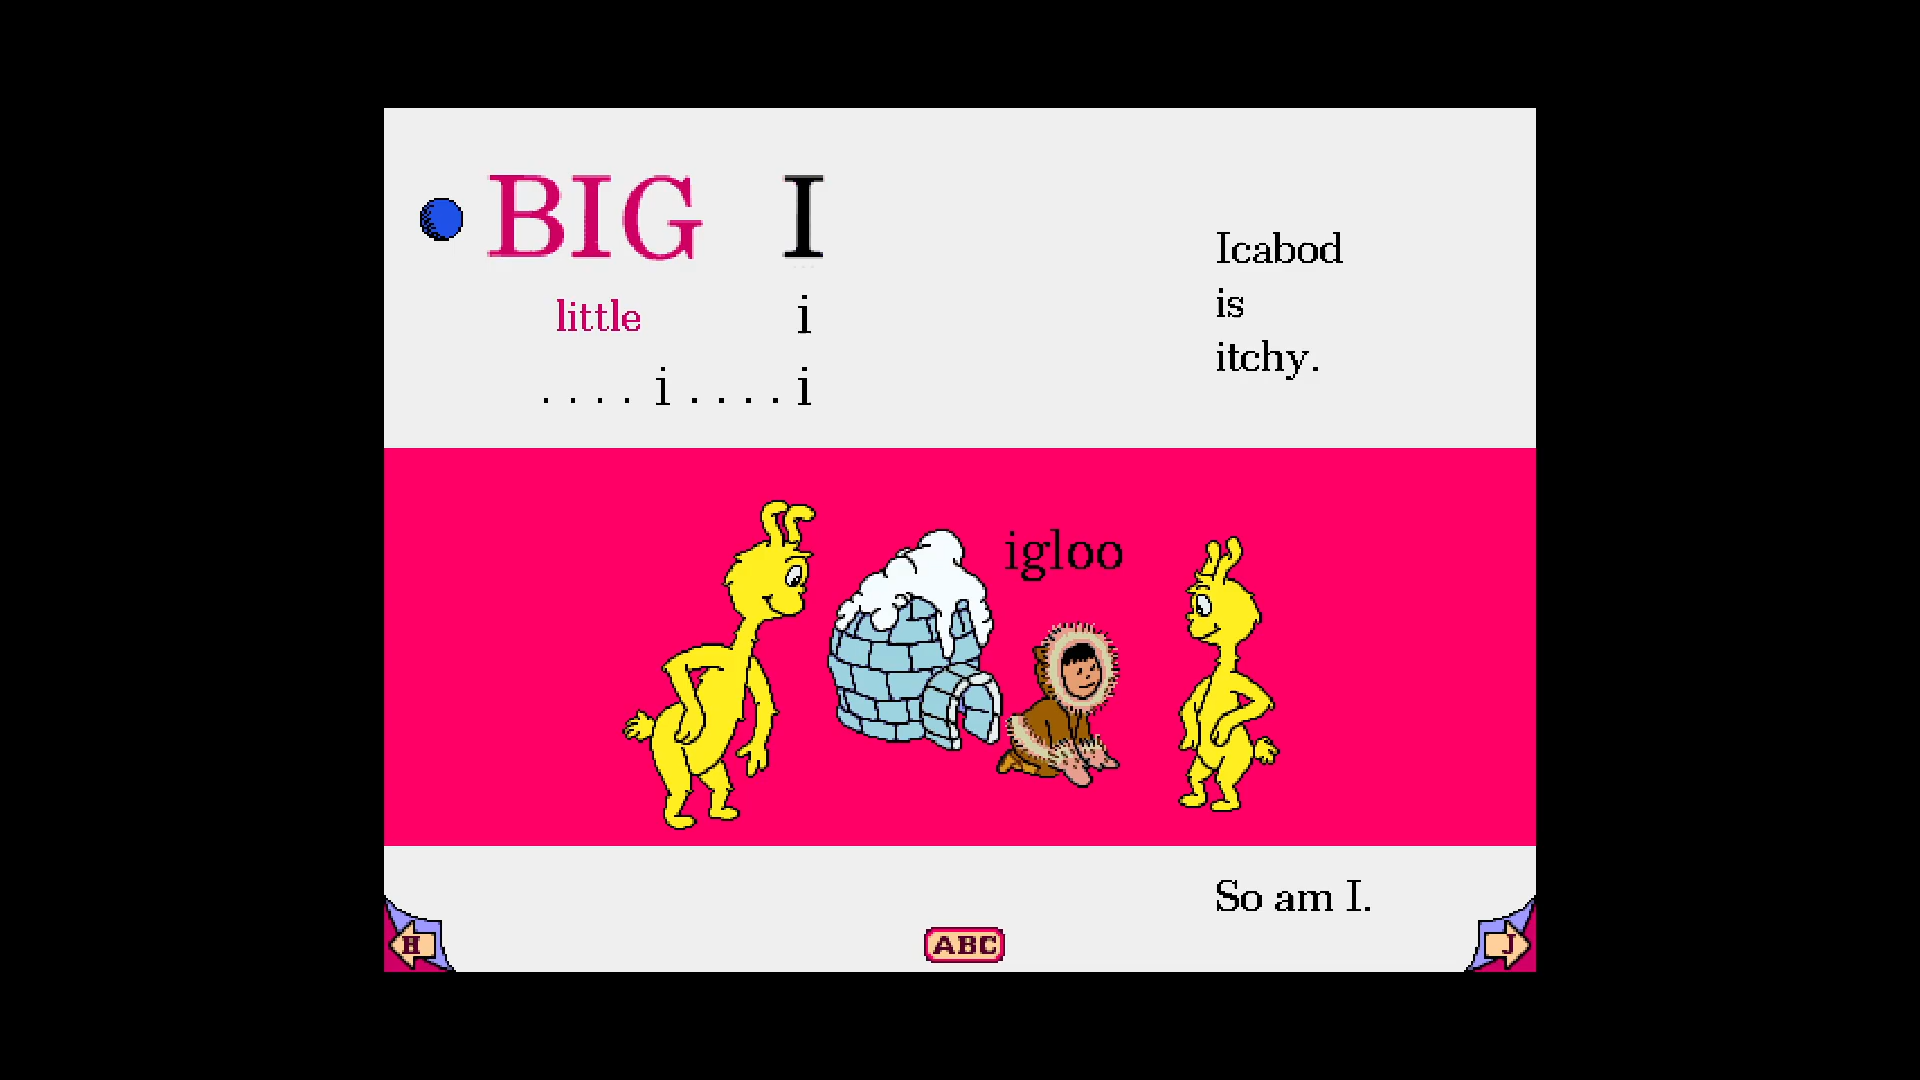 BIG I
little i
....i....i
Icabod
is
itchy.
igloo
So am I.
H
ABC
J